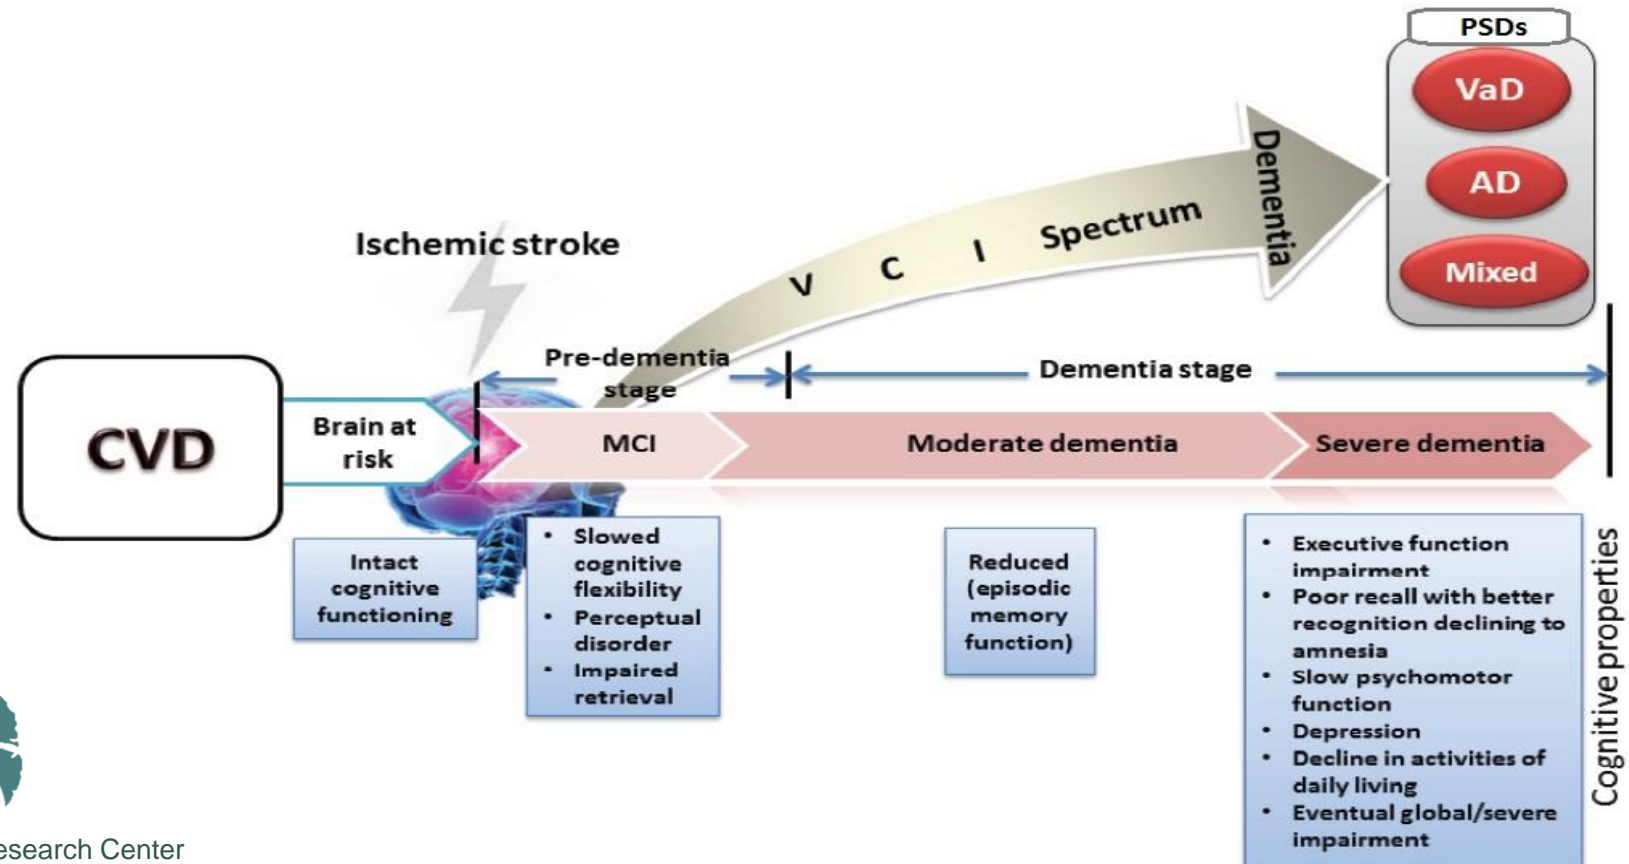 PSDs
VaD
AD
Mixed
Dementia
V C I Spectrum
Ischemic stroke
Pre-dementia
stage
Dementia stage
CVD
Brain at
risk
MCI
Moderate dementia
Severe dementia
Intact
cognitive
functioning
• Slowed
cognitive
flexibility
• Perceptual
disorder
• Impaired
retrieval
Reduced
(episodic
memory
function)
• Executive function
impairment
• Poor recall with better
recognition declining to
amnesia
• Slow psychomotor
function
• Depression
• Decline in activities of
daily living
• Eventual global/severe
impairment
Cognitive properties
esearch Center